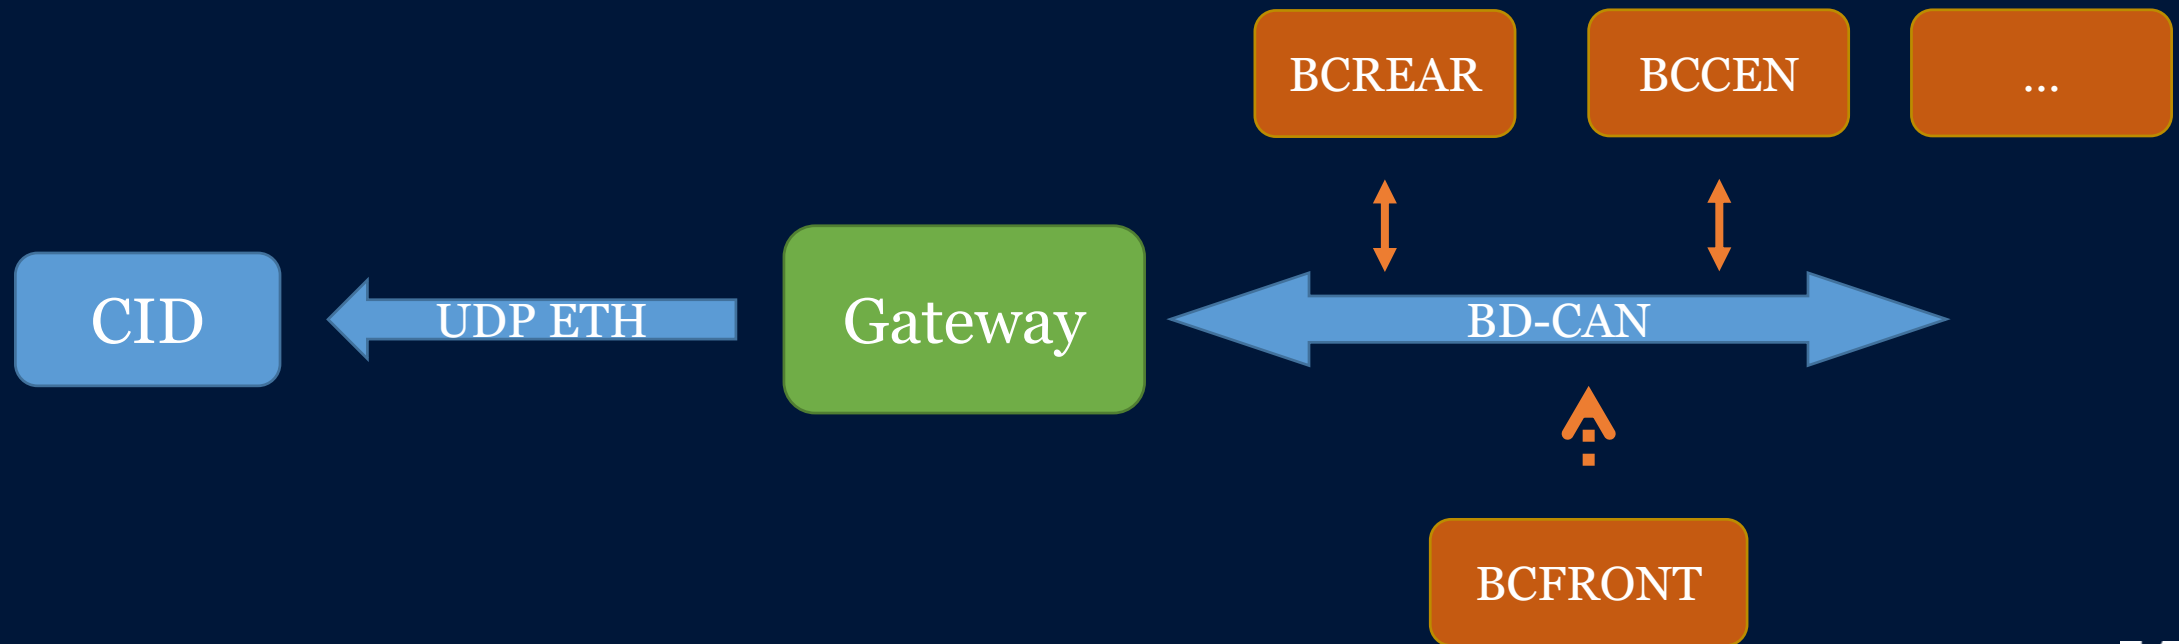 BCREAR
BCCEN
...
CID
UDP ETH
Gateway
BD-CAN
BCFRONT